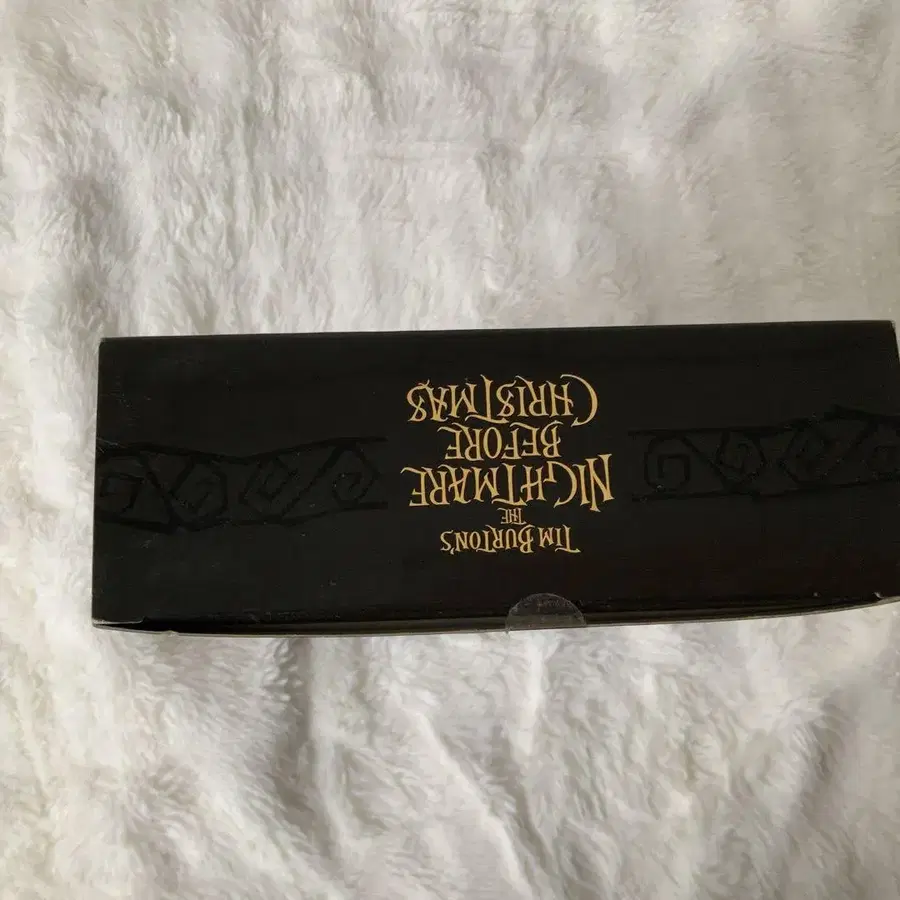 TIM BURTON'S
THE
NIGHTMARE
BEFORE
CHRISTMAS